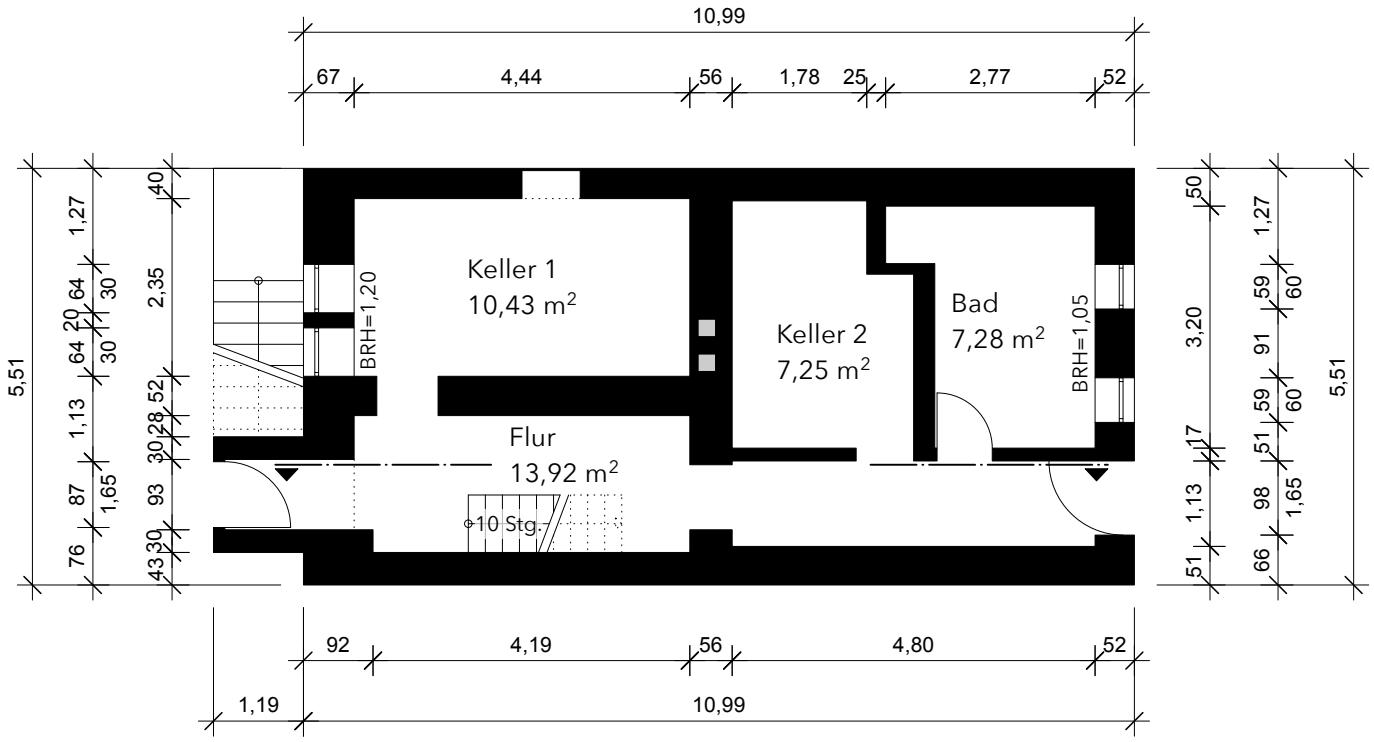 10,99
67 4,44 56 1,78 25 2,77 52
5,51
1,27 64 20 64 1,13 87 76
30 30 1,65
40 2,35 52 28 30 93 30 43
BRH=1,20
Keller 1
10,43 m²
Keller 2
7,25 m²
Bad
7,28 m²
BRH=1,05
Flur
13,92 m²
10 Stg.
50 3,20 17 1,13 51
1,27 59 91 59 51 98 66
60 60 1,65
5,51
92 4,19 56 4,80 52
1,19 10,99